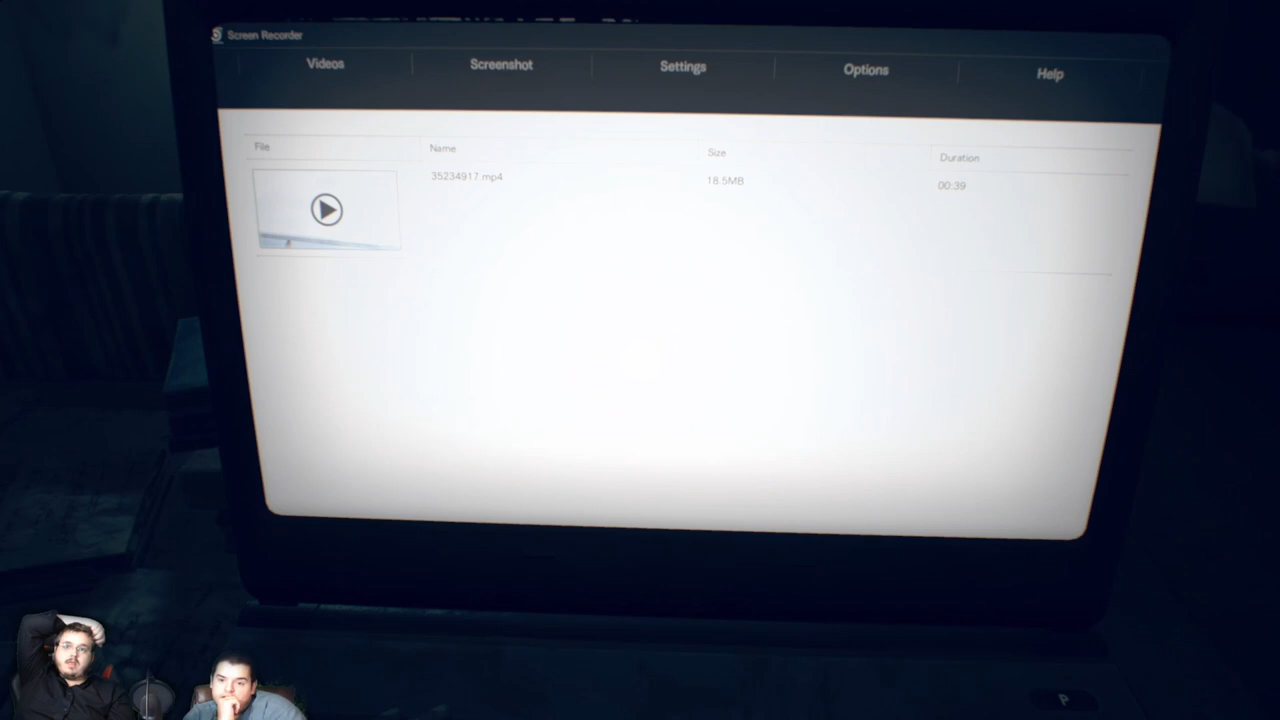 Screen Recorder
Videos Screenshot Settings Options Help
File Name Size Duration
35234917.mp4 18.5MB 00:39
P